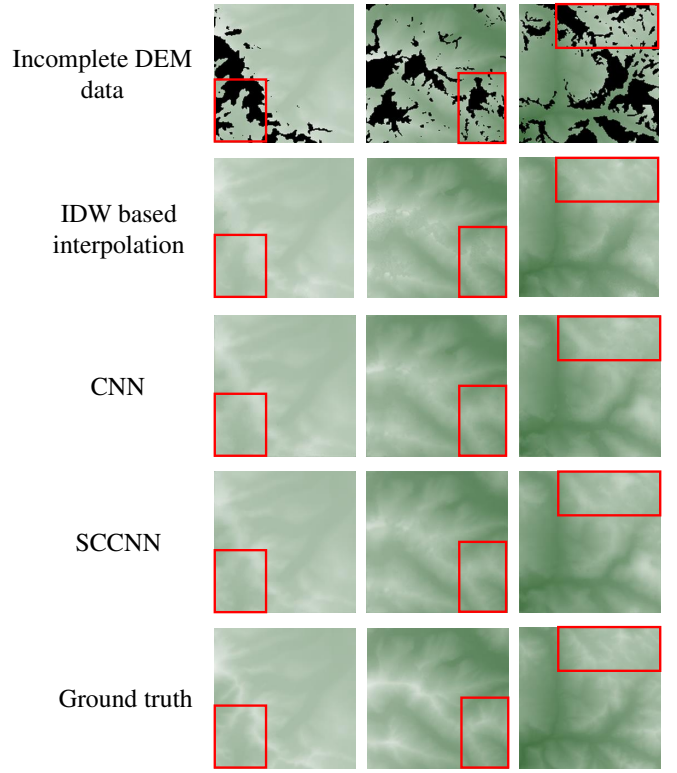 Incomplete DEM
data
IDW based
interpolation
CNN
SCCNN
Ground truth